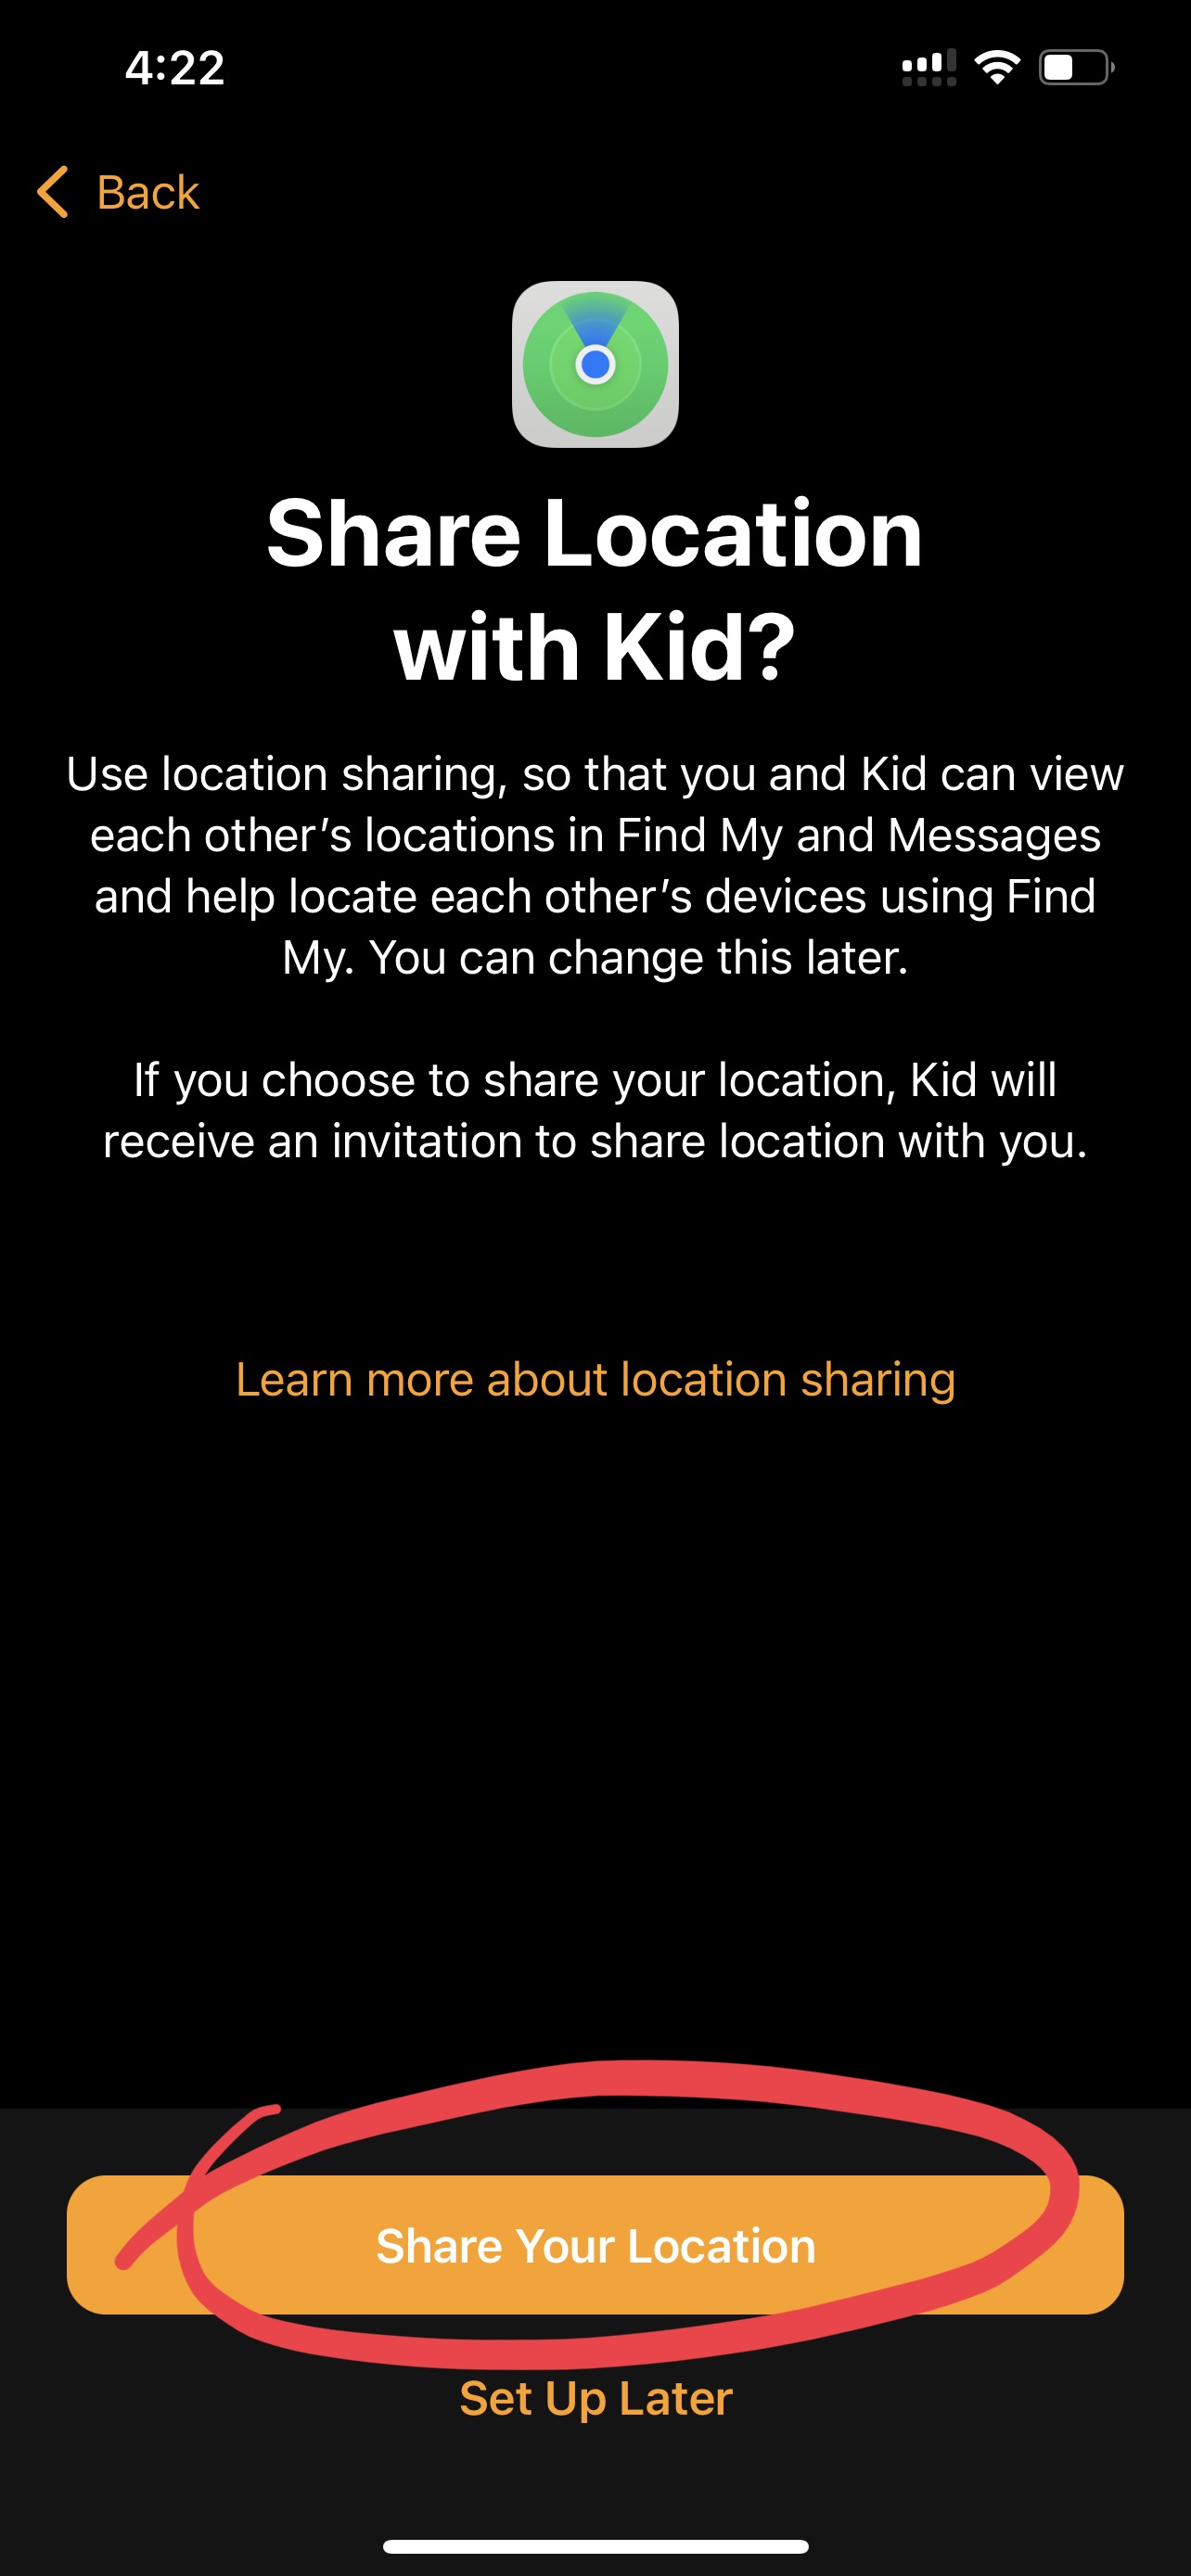 4:22
Back
Share Location
with Kid?
Use location sharing, so that you and Kid can view
each other’s locations in Find My and Messages
and help locate each other’s devices using Find
My. You can change this later.
If you choose to share your location, Kid will
receive an invitation to share location with you.
Learn more about location sharing
Share Your Location
Set Up Later